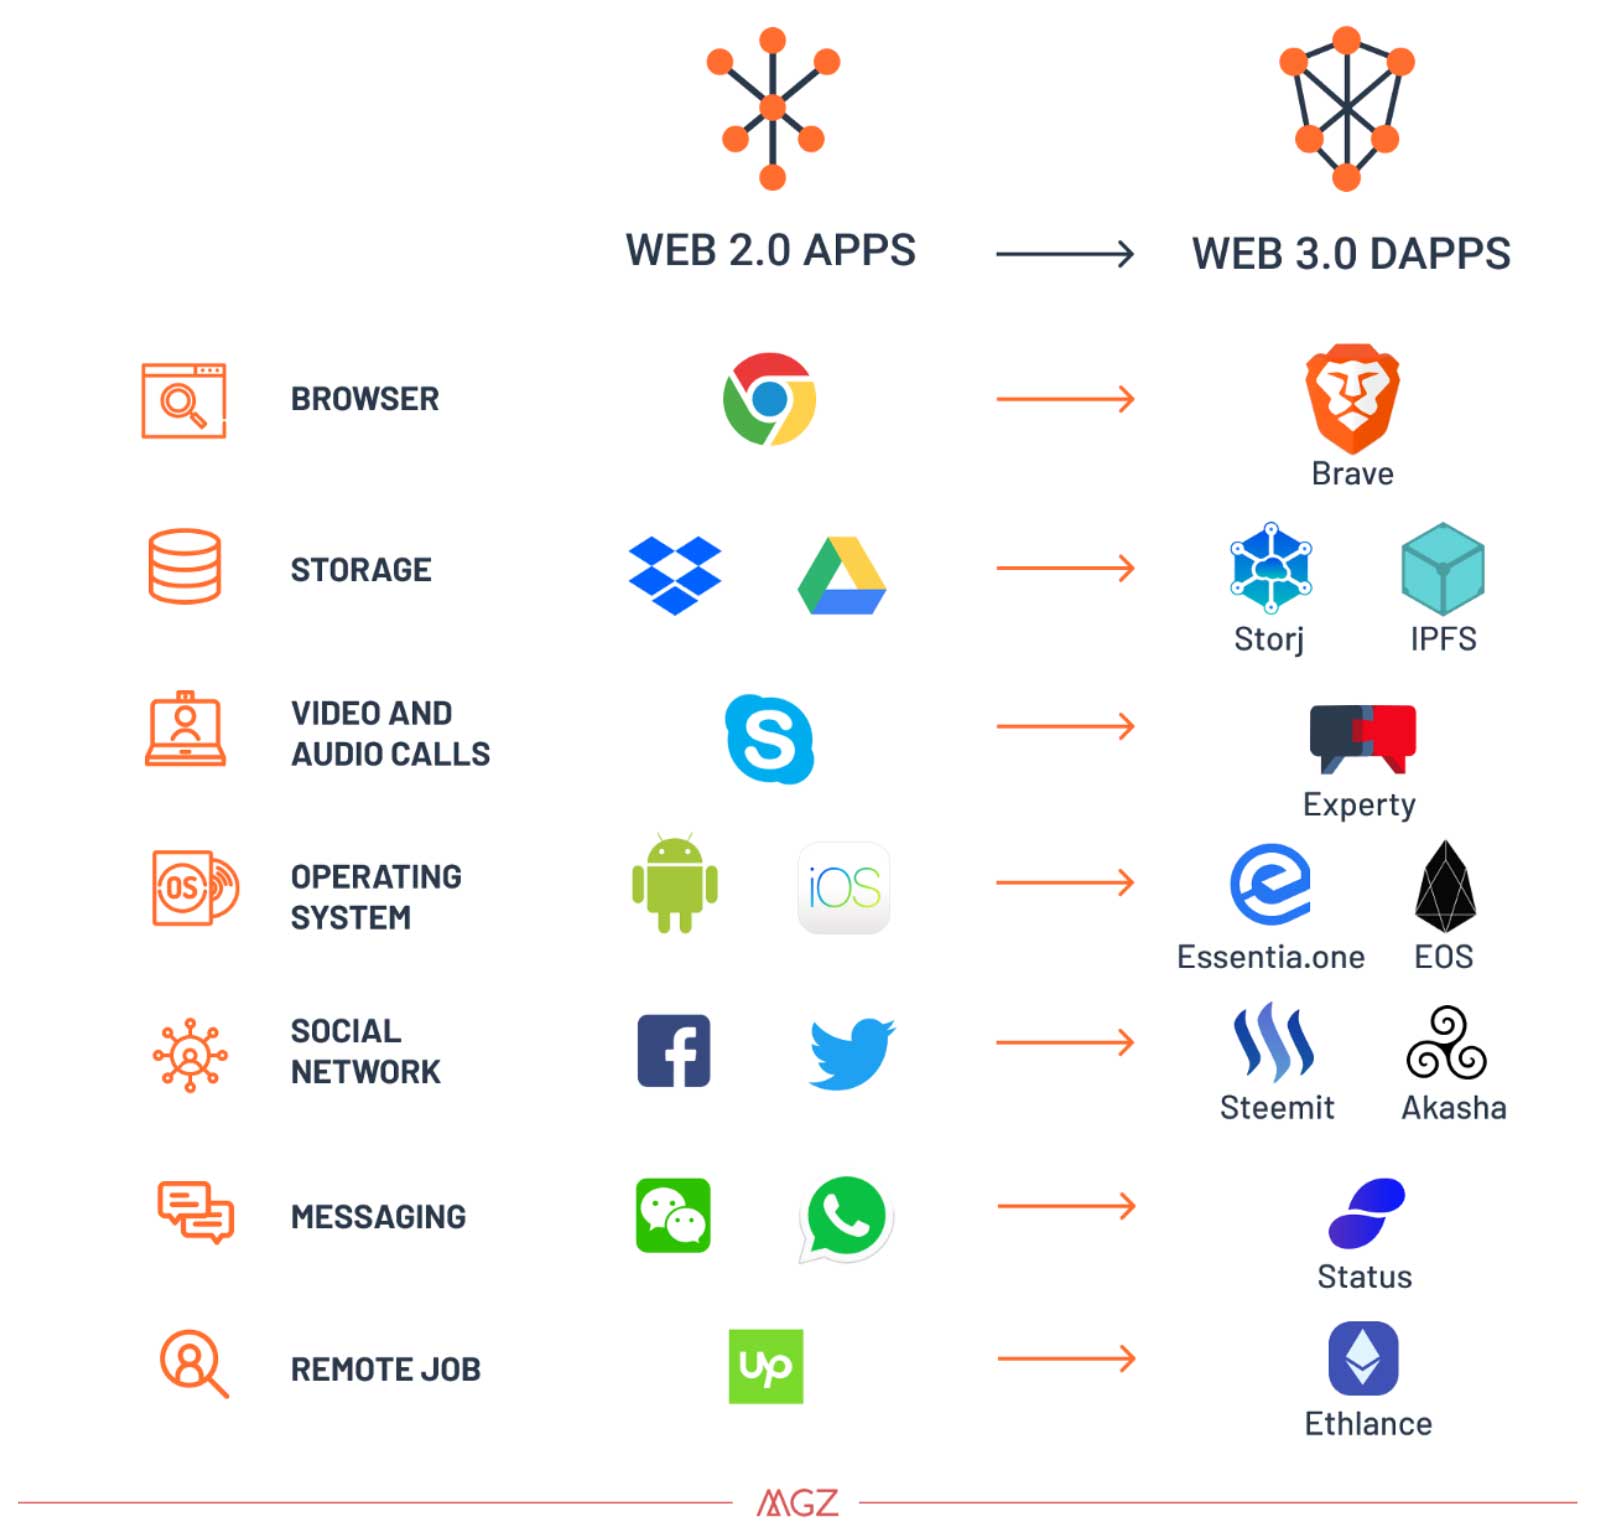 WEB 2.0 APPS
WEB 3.0 DAPPS
BROWSER
Brave
STORAGE
Storj
IPFS
VIDEO AND
AUDIO CALLS
S
Experty
OS
OPERATING
SYSTEM
iOS
Essentia.one
EOS
SOCIAL
NETWORK
f
Steemit
Akasha
MESSAGING
Status
REMOTE JOB
up
Ethlance
MGZ